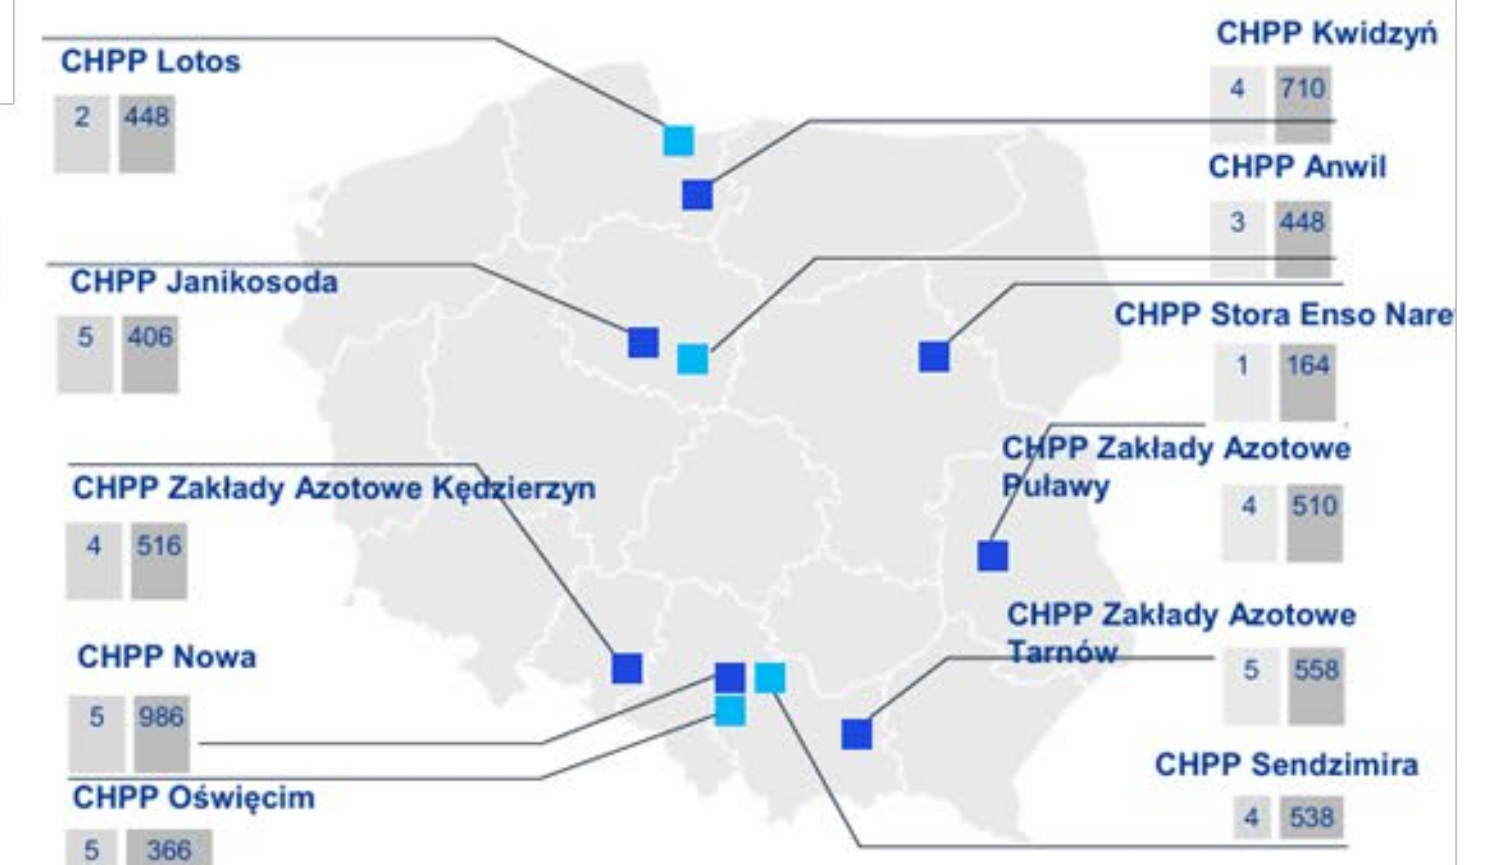 CHPP Lotos
2 448
CHPP Janikosoda
5 406
CHPP Zakłady Azotowe Kędzierzyn
4 516
CHPP Nowa
5 986
CHPP Oświęcim
5 366
CHPP Kwidzyń
4 710
CHPP Anwil
3 448
CHPP Stora Enso Nare
1 164
CHPP Zakłady Azotowe
Puławy
4 510
CHPP Zakłady Azotowe
Tarnów
5 558
CHPP Sendzimira
4 538